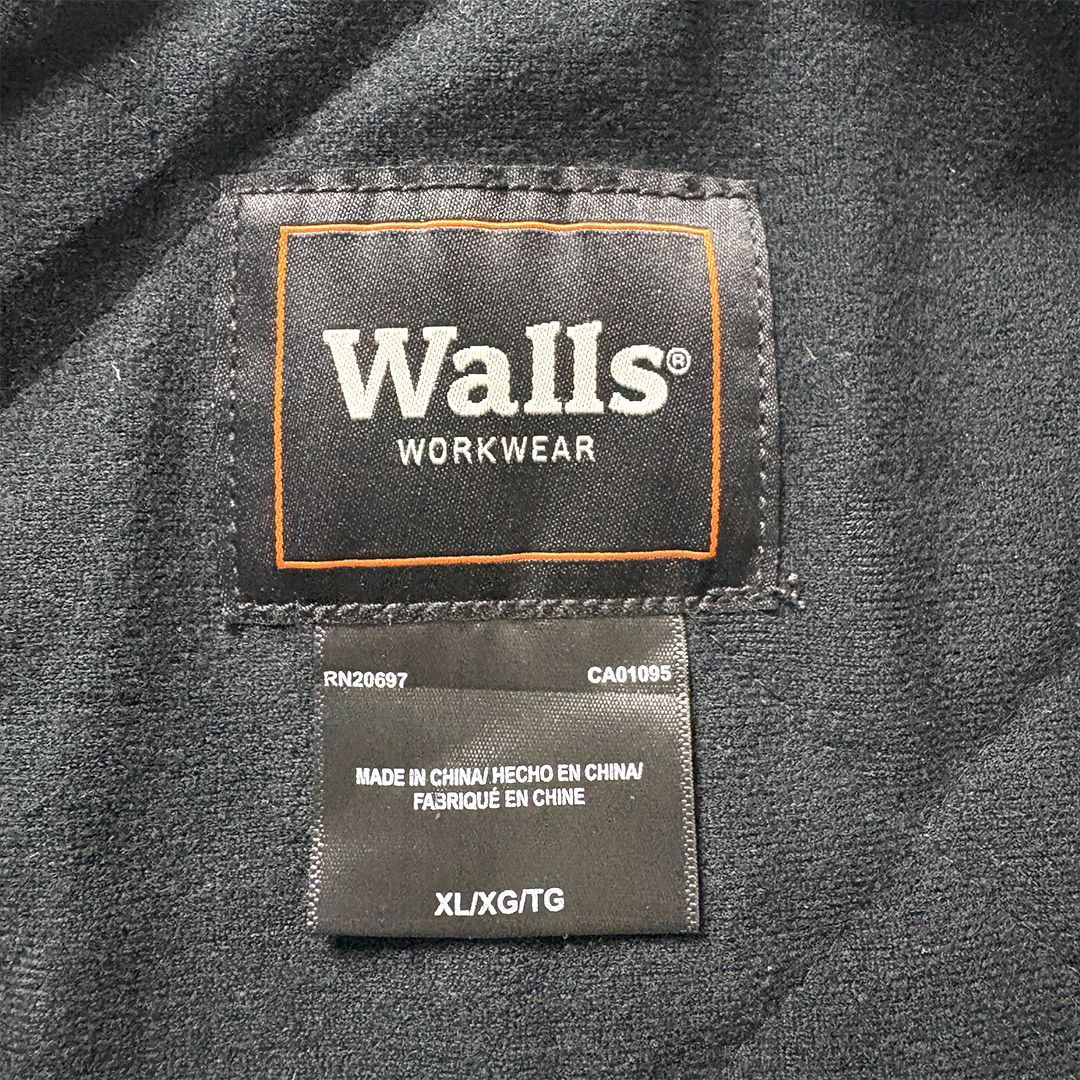 Walls®
WORKWEAR
RN20697 CA01095
MADE IN CHINA/ HECHO EN CHINA/
FABRIQUÉ EN CHINE
XL/XG/TG